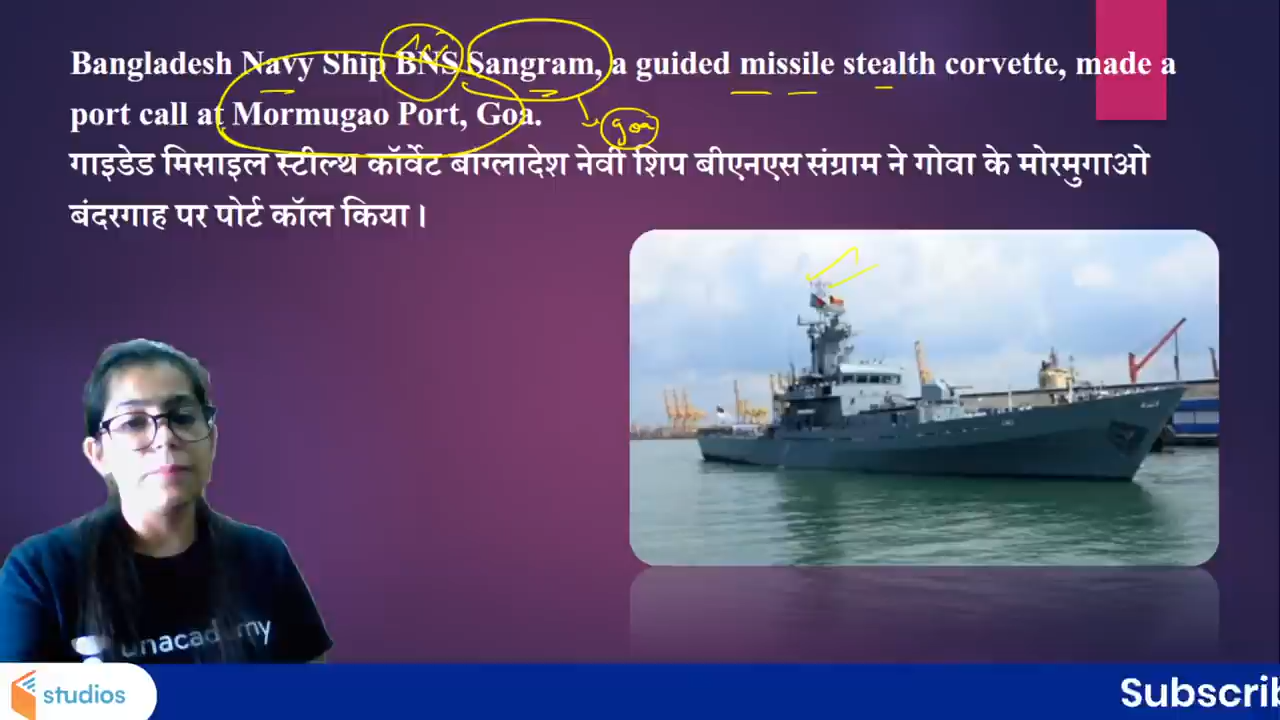 Bangladesh Navy Ship BNS Sangram, a guided missile stealth corvette, made a
port call at Mormugao Port, Goa.
goa
गाइडेड मिसाइल स्टील्थ कॉर्वेट बांग्लादेश नेवी शिप बीएनएस संग्राम ने गोवा के मोरमुगाओ
बंदरगाह पर पोर्ट कॉल किया।
unacademy
studios
Subscrib